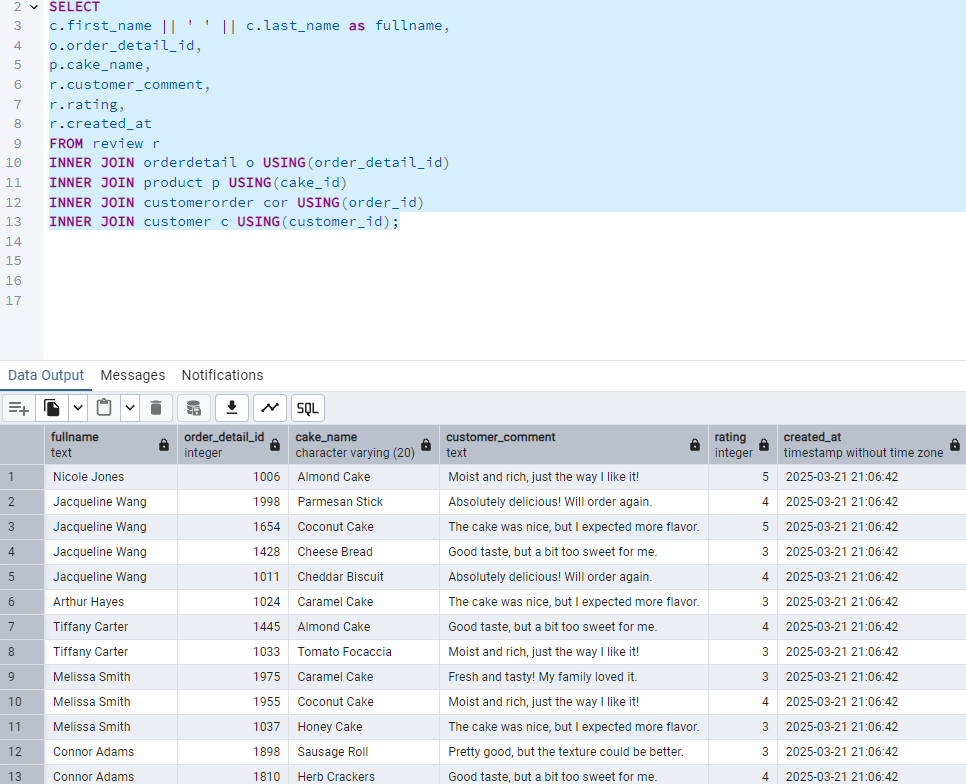 2 SELECT
3 c.first_name || ' ' || c.last_name as fullname,
4 o.order_detail_id,
5 p.cake_name,
6 r.customer_comment,
7 r.rating,
8 r.created_at
9 FROM review r
10 INNER JOIN orderdetail o USING(order_detail_id)
11 INNER JOIN product p USING(cake_id)
12 INNER JOIN customerorder cor USING(order_id)
13 INNER JOIN customer c USING(customer_id);
14
15
16
17
Data Output Messages Notifications
SQL
fullname order_detail_id cake_name customer_comment rating created_at
text integer character varying (20) text integer timestamp without time zone
1 Nicole Jones 1006 Almond Cake Moist and rich, just the way I like it! 5 2025-03-21 21:06:42
2 Jacqueline Wang 1998 Parmesan Stick Absolutely delicious! Will order again. 4 2025-03-21 21:06:42
3 Jacqueline Wang 1654 Coconut Cake The cake was nice, but I expected more flavor. 5 2025-03-21 21:06:42
4 Jacqueline Wang 1428 Cheese Bread Good taste, but a bit too sweet for me. 3 2025-03-21 21:06:42
5 Jacqueline Wang 1011 Cheddar Biscuit Absolutely delicious! Will order again. 4 2025-03-21 21:06:42
6 Arthur Hayes 1024 Caramel Cake The cake was nice, but I expected more flavor. 3 2025-03-21 21:06:42
7 Tiffany Carter 1445 Almond Cake Good taste, but a bit too sweet for me. 4 2025-03-21 21:06:42
8 Tiffany Carter 1033 Tomato Focaccia Moist and rich, just the way I like it! 3 2025-03-21 21:06:42
9 Melissa Smith 1975 Caramel Cake Fresh and tasty! My family loved it. 3 2025-03-21 21:06:42
10 Melissa Smith 1955 Coconut Cake Moist and rich, just the way I like it! 4 2025-03-21 21:06:42
11 Melissa Smith 1037 Honey Cake The cake was nice, but I expected more flavor. 3 2025-03-21 21:06:42
12 Connor Adams 1898 Sausage Roll Pretty good, but the texture could be better. 3 2025-03-21 21:06:42
13 Connor Adams 1810 Herb Crackers Good taste, but a bit too sweet for me. 4 2025-03-21 21:06:42